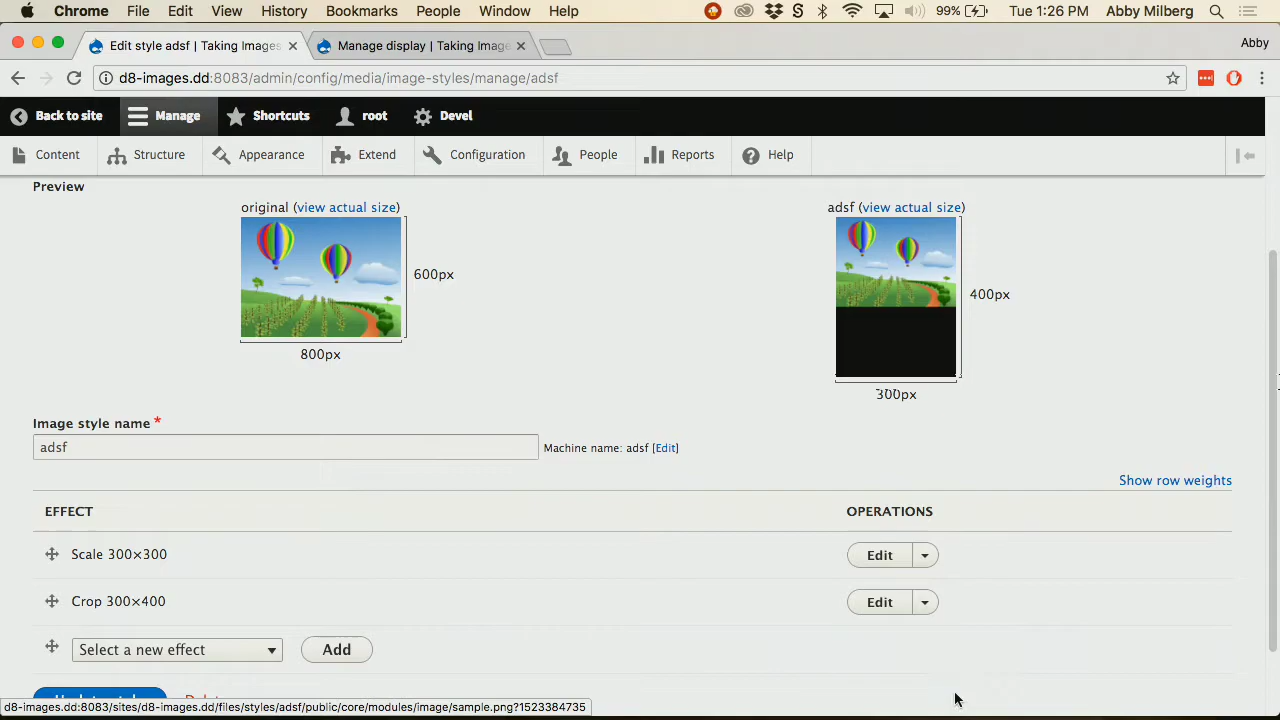 Chrome File Edit View History Bookmarks People Window Help 99% Tue 1:26 PM Abby Milberg
Edit style adsf | Taking Images Manage display | Taking Image Abby
d8-images.dd:8083/admin/config/media/image-styles/manage/adsf
Back to site Manage Shortcuts root Devel
Content Structure Appearance Extend Configuration People Reports Help
Preview
original (view actual size) adsf (view actual size)
600px 400px
800px
300px
Image style name *
adsf Machine name: adsf [Edit]
Show row weights
EFFECT OPERATIONS
Scale 300×300 Edit
Crop 300×400 Edit
Select a new effect Add
d8-images.dd:8083/sites/d8-images.dd/files/styles/adsf/public/core/modules/image/sample.png?1523384735